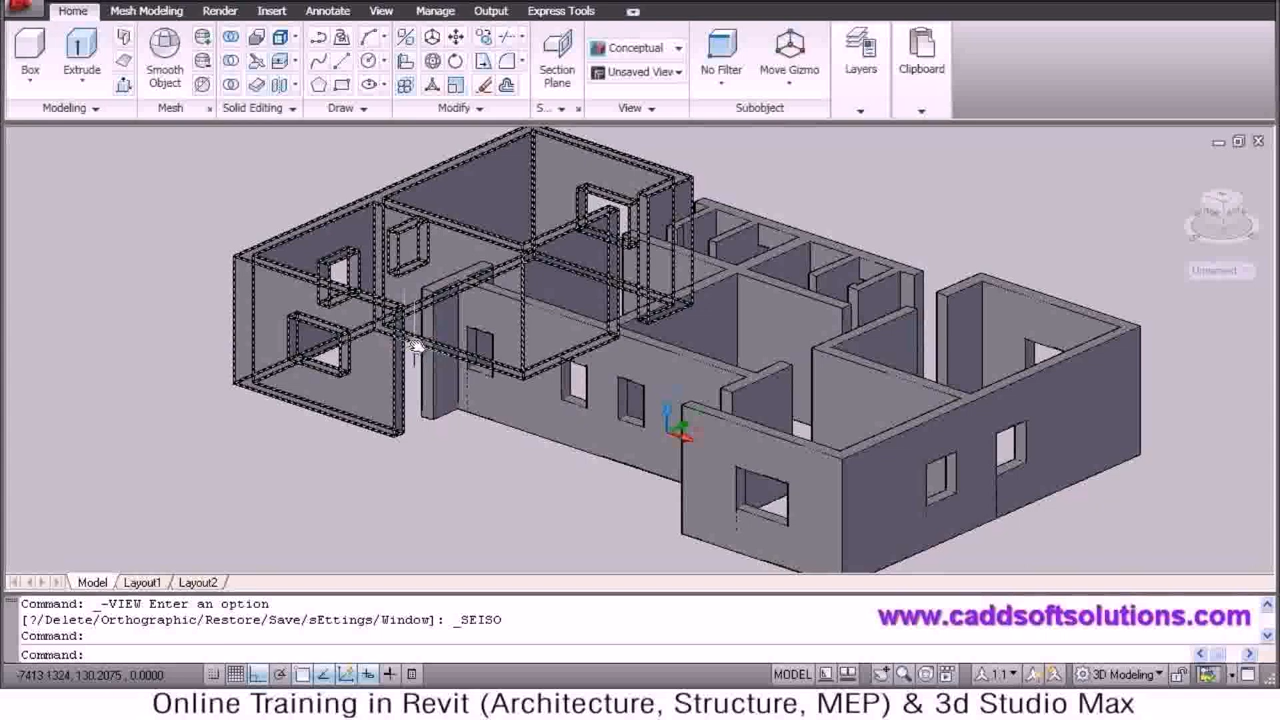 Home Mesh Modeling Render Insert Annotate View Manage Output Express Tools
Conceptual
Unsaved View
Box Extrude Smooth Object Section Plane No Filter Move Gizmo Layers Clipboard
Modeling Mesh Solid Editing Draw Modify S... View Subobject
Unnamed
Model Layout1 Layout2
Command: _-VIEW Enter an option
[?/Delete/Orthographic/Restore/Save/sEttings/Window]: _SEISO
Command:
Command:
www.caddsoftsolutions.com
-7413.1324, 130.2075, 0.0000 MODEL 1:1 3D Modeling
Online Training in Revit (Architecture, Structure, MEP) & 3d Studio Max